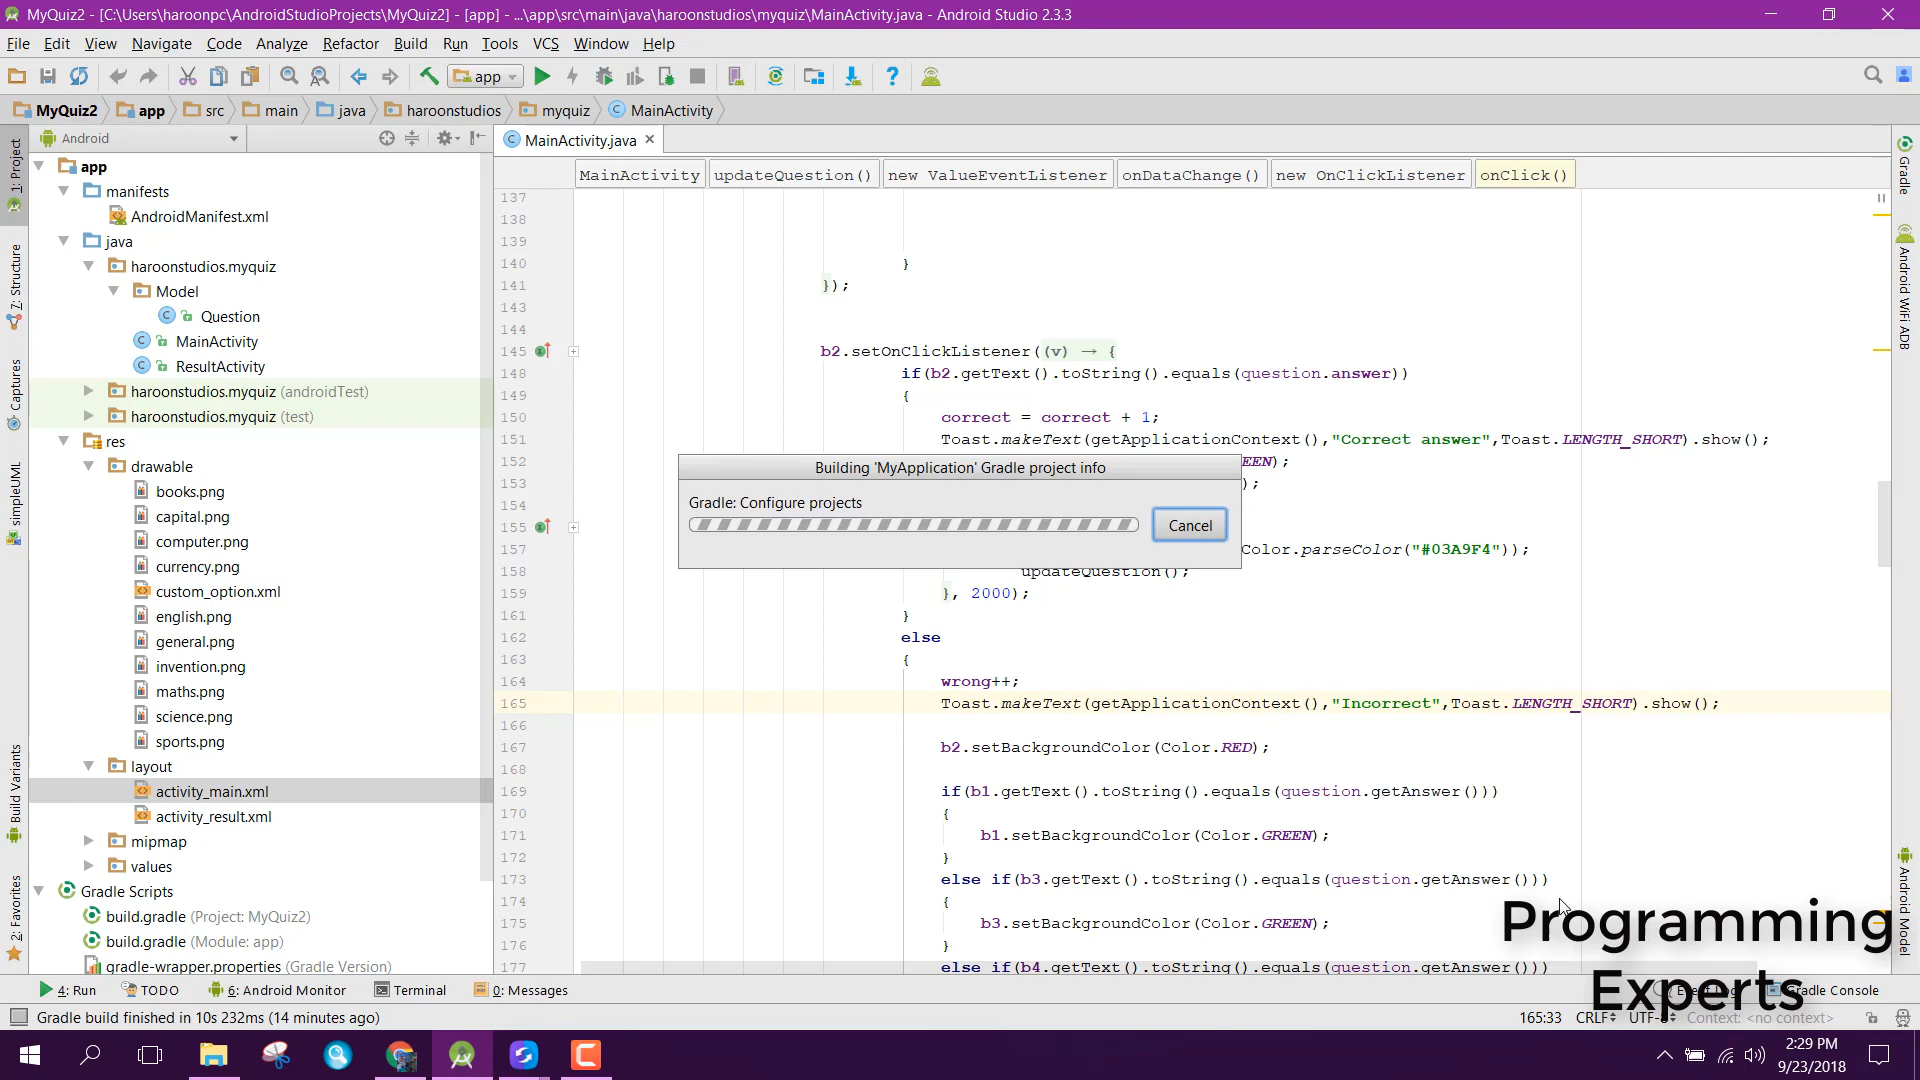 MyQuiz2 - [C:\Users\haroonpc\AndroidStudioProjects\MyQuiz2] - [app] - ...\app\src\main\java\haroonstudios\myquiz\MainActivity.java - Android Studio 2.3.3
File Edit View Navigate Code Analyze Refactor Build Run Tools VCS Window Help
app
MyQuiz2 app src main java haroonstudios myquiz MainActivity
Android
MainActivity.java
MainActivity updateQuestion() new ValueEventListener onDataChange() new OnClickListener onClick()
1: Project
7: Structure
Captures
simpleUML
Build Variants
2: Favorites
app
manifests
AndroidManifest.xml
java
haroonstudios.myquiz
Model
Question
MainActivity
ResultActivity
haroonstudios.myquiz (androidTest)
haroonstudios.myquiz (test)
res
drawable
books.png
capital.png
computer.png
currency.png
custom_option.xml
english.png
general.png
invention.png
maths.png
science.png
sports.png
layout
activity_main.xml
activity_result.xml
mipmap
values
Gradle Scripts
build.gradle (Project: MyQuiz2)
build.gradle (Module: app)
gradle-wrapper.properties (Gradle Version)
137
138
139
140 }
141 });
143
144
145 b2.setOnClickListener((v) → {
148 if(b2.getText().toString().equals(question.answer))
149 {
150 correct = correct + 1;
151 Toast.makeText(getApplicationContext(),"Correct answer",Toast.LENGTH_SHORT).show();
152 EEN);
153 );
154
155
157 Color.parseColor("#03A9F4"));
158 updateQuestion();
159 }, 2000);
161 }
162 else
163 {
164 wrong++;
165 Toast.makeText(getApplicationContext(),"Incorrect",Toast.LENGTH_SHORT).show();
166
167 b2.setBackgroundColor(Color.RED);
168
169 if(b1.getText().toString().equals(question.getAnswer()))
170 {
171 b1.setBackgroundColor(Color.GREEN);
172 }
173 else if(b3.getText().toString().equals(question.getAnswer()))
174 {
175 b3.setBackgroundColor(Color.GREEN);
176 }
177 else if(b4.getText().toString().equals(question.getAnswer()))
Building 'MyApplication' Gradle project info
Gradle: Configure projects
Cancel
Gradle
Android WiFi ADB
Android Model
Programming
Experts
4: Run TODO 6: Android Monitor Terminal 0: Messages Event Log Gradle Console
Gradle build finished in 10s 232ms (14 minutes ago) 165:33 CRLF UTF-8 Context: <no context>
2:29 PM
9/23/2018